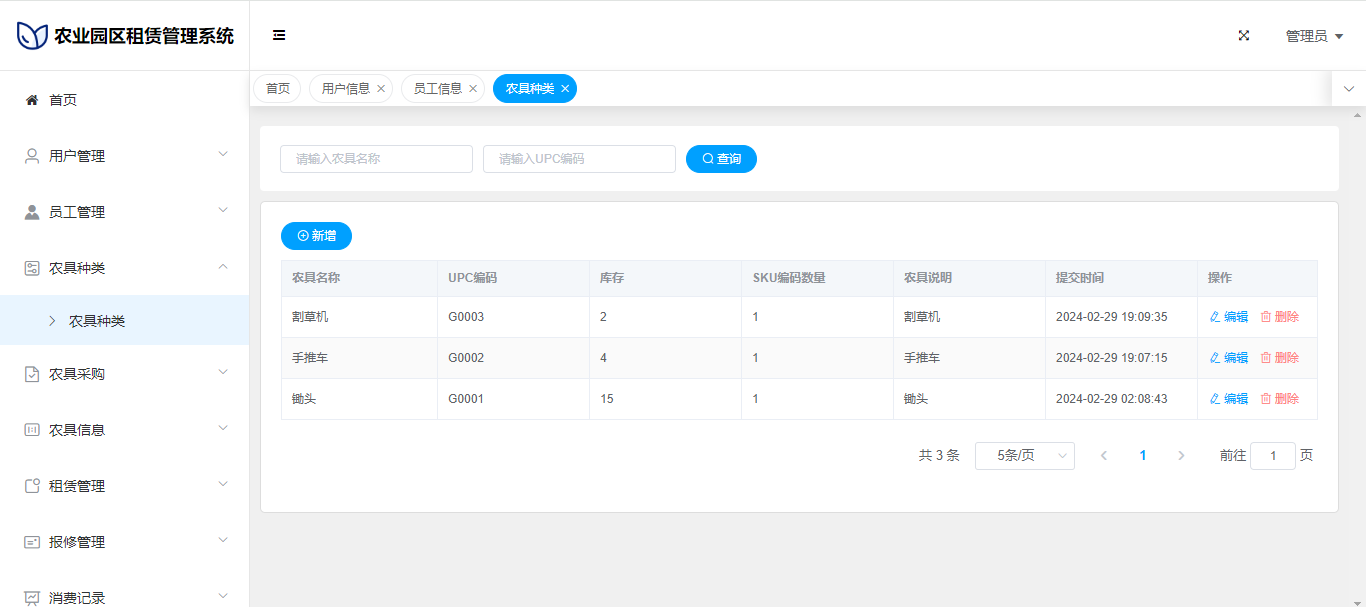 农业园区租赁管理系统
管理员
首页
用户管理
员工管理
农具种类
农具种类
农具采购
农具信息
租赁管理
报修管理
消费记录
首页 用户信息 员工信息 农具种类
请输入农具名称 请输入UPC编码 查询
新增
农具名称 UPC编码 库存 SKU编码数量 农具说明 提交时间 操作
割草机 G0003 2 1 割草机 2024-02-29 19:09:35 编辑 删除
手推车 G0002 4 1 手推车 2024-02-29 19:07:15 编辑 删除
锄头 G0001 15 1 锄头 2024-02-29 02:08:43 编辑 删除
共 3 条 5条/页 1 前往 1 页